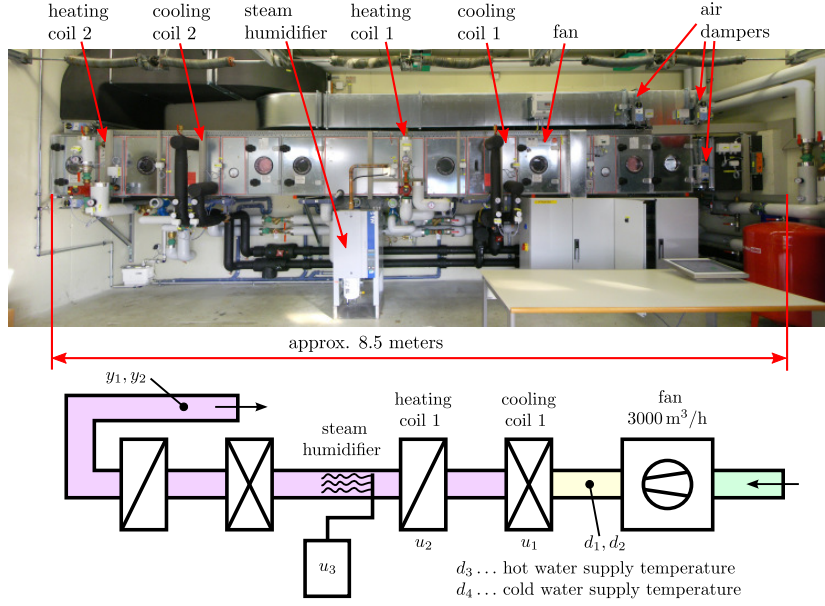 heating
coil 2
cooling
coil 2
steam
humidifier
heating
coil 1
cooling
coil 1
fan
air
dampers
approx. 8.5 meters
y₁, y₂
steam
humidifier
heating
coil 1
cooling
coil 1
fan
3000 m³/h
u₃
u₂
u₁
d₁, d₂
d₃ … hot water supply temperature
d₄ … cold water supply temperature